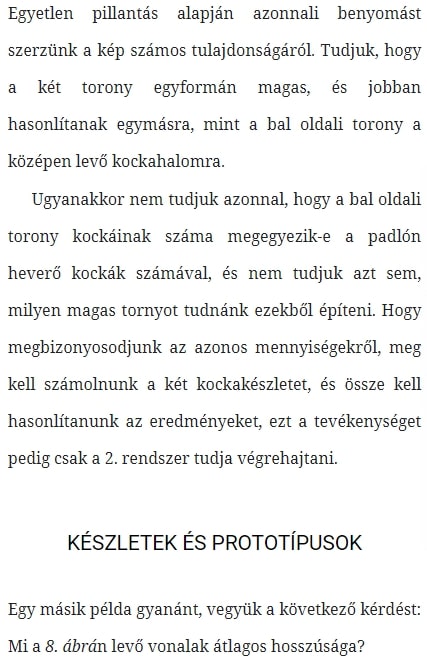 Egyetlen pillantás alapján azonnali benyomást
szerzünk a kép számos tulajdonságáról. Tudjuk, hogy
a két torony egyformán magas, és jobban
hasonlítanak egymásra, mint a bal oldali torony a
középen levő kockahalomra.
Ugyanakkor nem tudjuk azonnal, hogy a bal oldali
torony kockáinak száma megegyezik-e a padlón
heverő kockák számával, és nem tudjuk azt sem,
milyen magas tornyot tudnánk ezekből építeni. Hogy
megbizonyosodjunk az azonos mennyiségekről, meg
kell számolnunk a két kockakészletet, és össze kell
hasonlítanunk az eredményeket, ezt a tevékenységet
pedig csak a 2. rendszer tudja végrehajtani.
KÉSZLETEK ÉS PROTOTÍPUSOK
Egy másik példa gyanánt, vegyük a következő kérdést:
Mi a 8. ábrán levő vonalak átlagos hosszúsága?